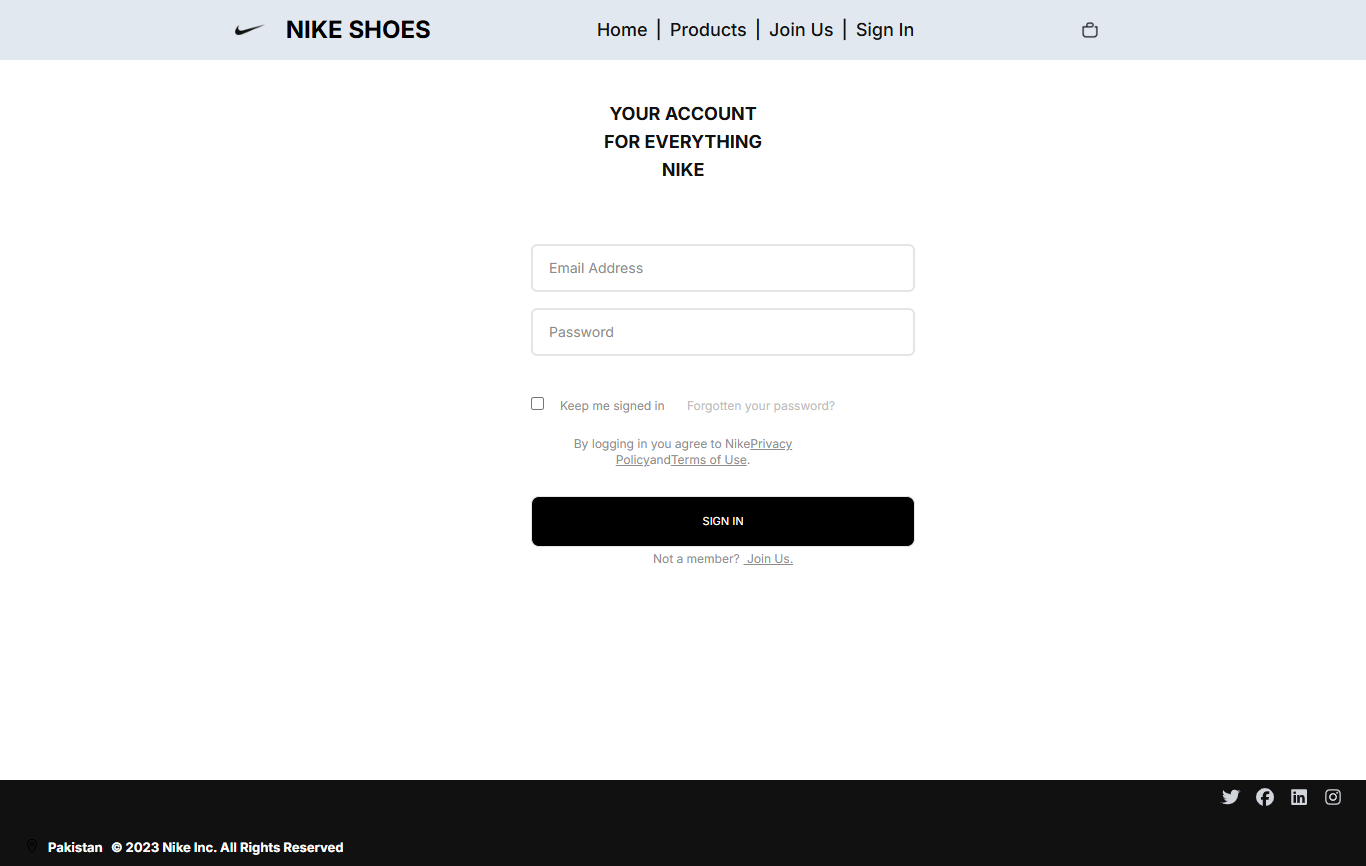 NIKE SHOES
Home | Products | Join Us | Sign In
YOUR ACCOUNT
FOR EVERYTHING
NIKE
Email Address
Password
Keep me signed in Forgotten your password?
By logging in you agree to NikePrivacy
PolicyandTerms of Use.
SIGN IN
Not a member? Join Us.
Pakistan © 2023 Nike Inc. All Rights Reserved